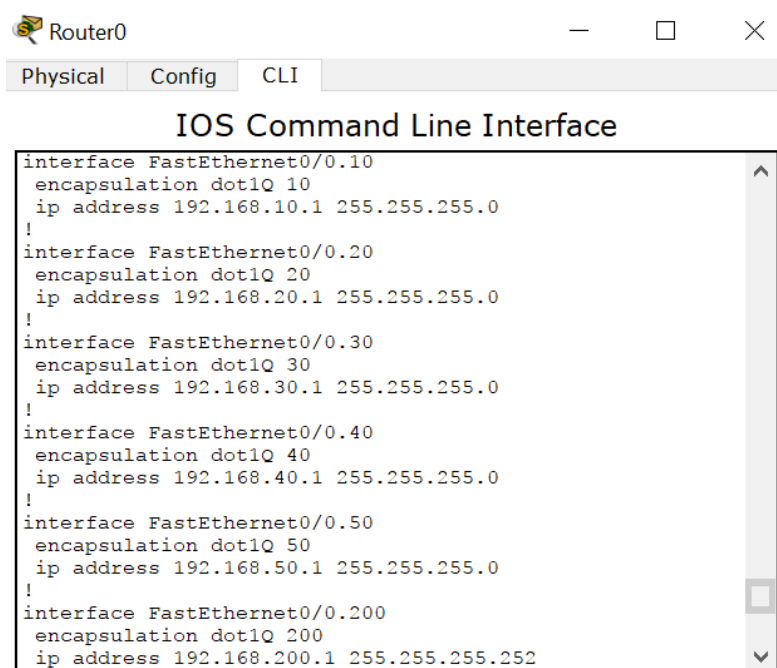 Router0
Physical Config CLI
IOS Command Line Interface
interface FastEthernet0/0.10
encapsulation dot1Q 10
ip address 192.168.10.1 255.255.255.0
!
interface FastEthernet0/0.20
encapsulation dot1Q 20
ip address 192.168.20.1 255.255.255.0
!
interface FastEthernet0/0.30
encapsulation dot1Q 30
ip address 192.168.30.1 255.255.255.0
!
interface FastEthernet0/0.40
encapsulation dot1Q 40
ip address 192.168.40.1 255.255.255.0
!
interface FastEthernet0/0.50
encapsulation dot1Q 50
ip address 192.168.50.1 255.255.255.0
!
interface FastEthernet0/0.200
encapsulation dot1Q 200
ip address 192.168.200.1 255.255.255.252